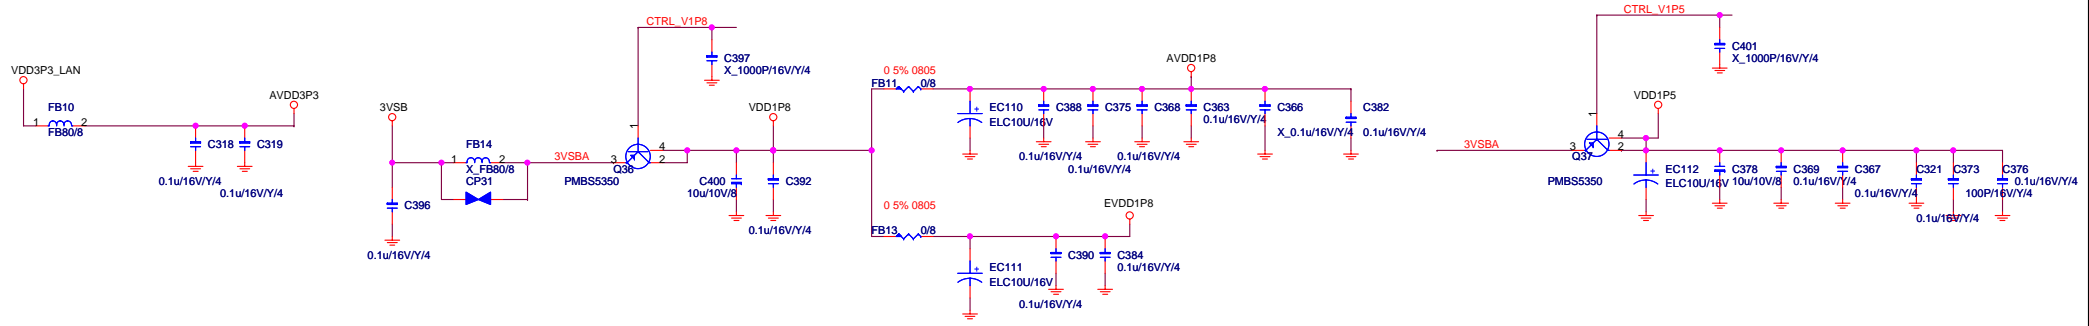 VDD3P3_LAN
FB10
1
2
FB80/8
AVDD3P3
C318
0.1u/16V/Y/4
C319
0.1u/16V/Y/4
3VSB
C396
0.1u/16V/Y/4
FB14
1
2
X_FB80/8
CP31
3VSBA
CTRL_V1P8
C397
X_1000P/16V/Y/4
1
3
4
2
Q36
PMBS5350
C400
10u/10V/8
VDD1P8
C392
0.1u/16V/Y/4
0 5% 0805
FB11
0/8
EC110
ELC10U/16V
AVDD1P8
C388
0.1u/16V/Y/4
C375
0.1u/16V/Y/4
C368
0.1u/16V/Y/4
C363
0.1u/16V/Y/4
C366
X_0.1u/16V/Y/4
C382
0.1u/16V/Y/4
0 5% 0805
FB13
0/8
EC111
ELC10U/16V
EVDD1P8
C390
0.1u/16V/Y/4
C384
0.1u/16V/Y/4
3VSBA
CTRL_V1P5
C401
X_1000P/16V/Y/4
1
3
4
2
Q37
PMBS5350
VDD1P5
EC112
ELC10U/16V
C378
10u/10V/8
C369
0.1u/16V/Y/4
C367
0.1u/16V/Y/4
C321
0.1u/16V/Y/4
C373
100P/16V/Y/4
C376
0.1u/16V/Y/4